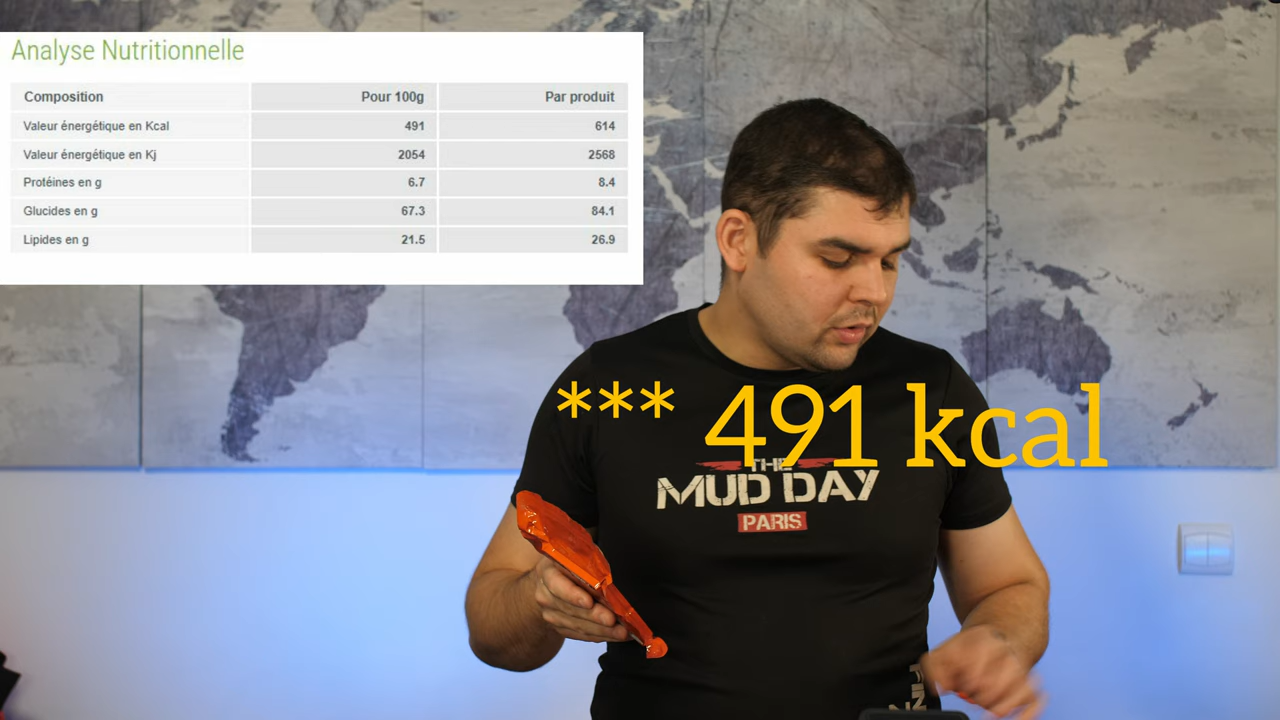 Analyse Nutritionnelle
Composition Pour 100g Par produit
Valeur énergétique en Kcal 491 614
Valeur énergétique en Kj 2054 2568
Protéines en g 6.7 8.4
Glucides en g 67.3 84.1
Lipides en g 21.5 26.9
*** 491 kcal
THE
MUD DAY
PARIS